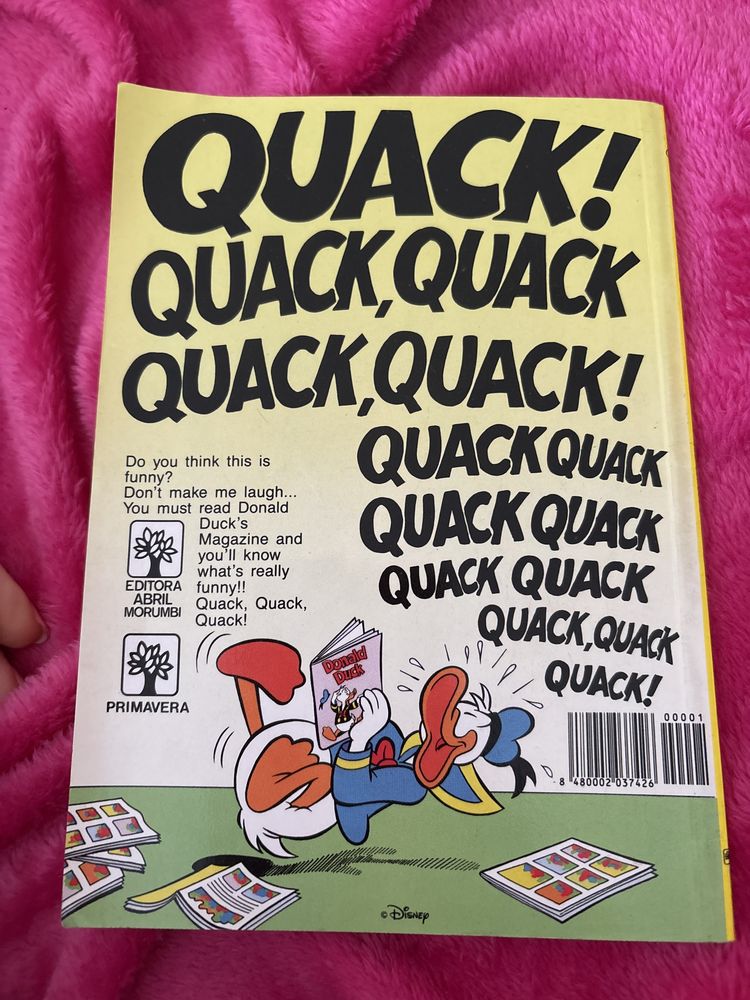 QUACK!
QUACK, QUACK
QUACK, QUACK!
QUACK QUACK
QUACK QUACK
QUACK QUACK
QUACK, QUACK
QUACK!
Do you think this is
funny?
Don't make me laugh...
You must read Donald
Duck's
Magazine and
you'll know
what's really
funny!!
Quack, Quack,
Quack!
EDITORA
ABRIL
MORUMBI
PRIMAVERA
Donald
Duck
00001
8 480002 037426
© Disney